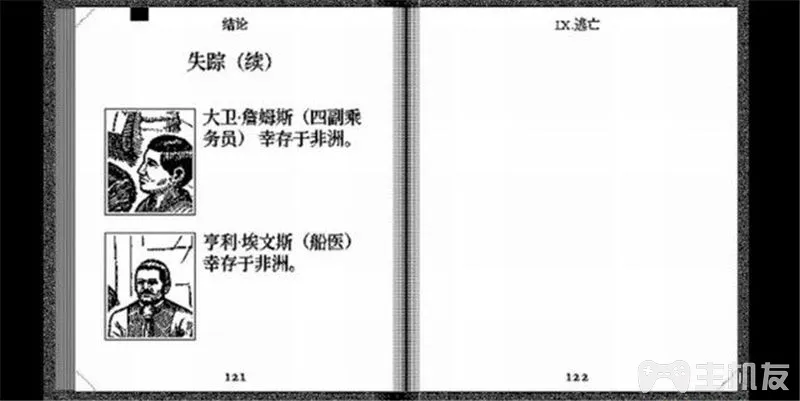 结论
失踪（续）
大卫·詹姆斯（四副乘
务员） 幸存于非洲。
亨利·埃文斯（船医）
幸存于非洲。
121
IX.逃亡
122
主机友